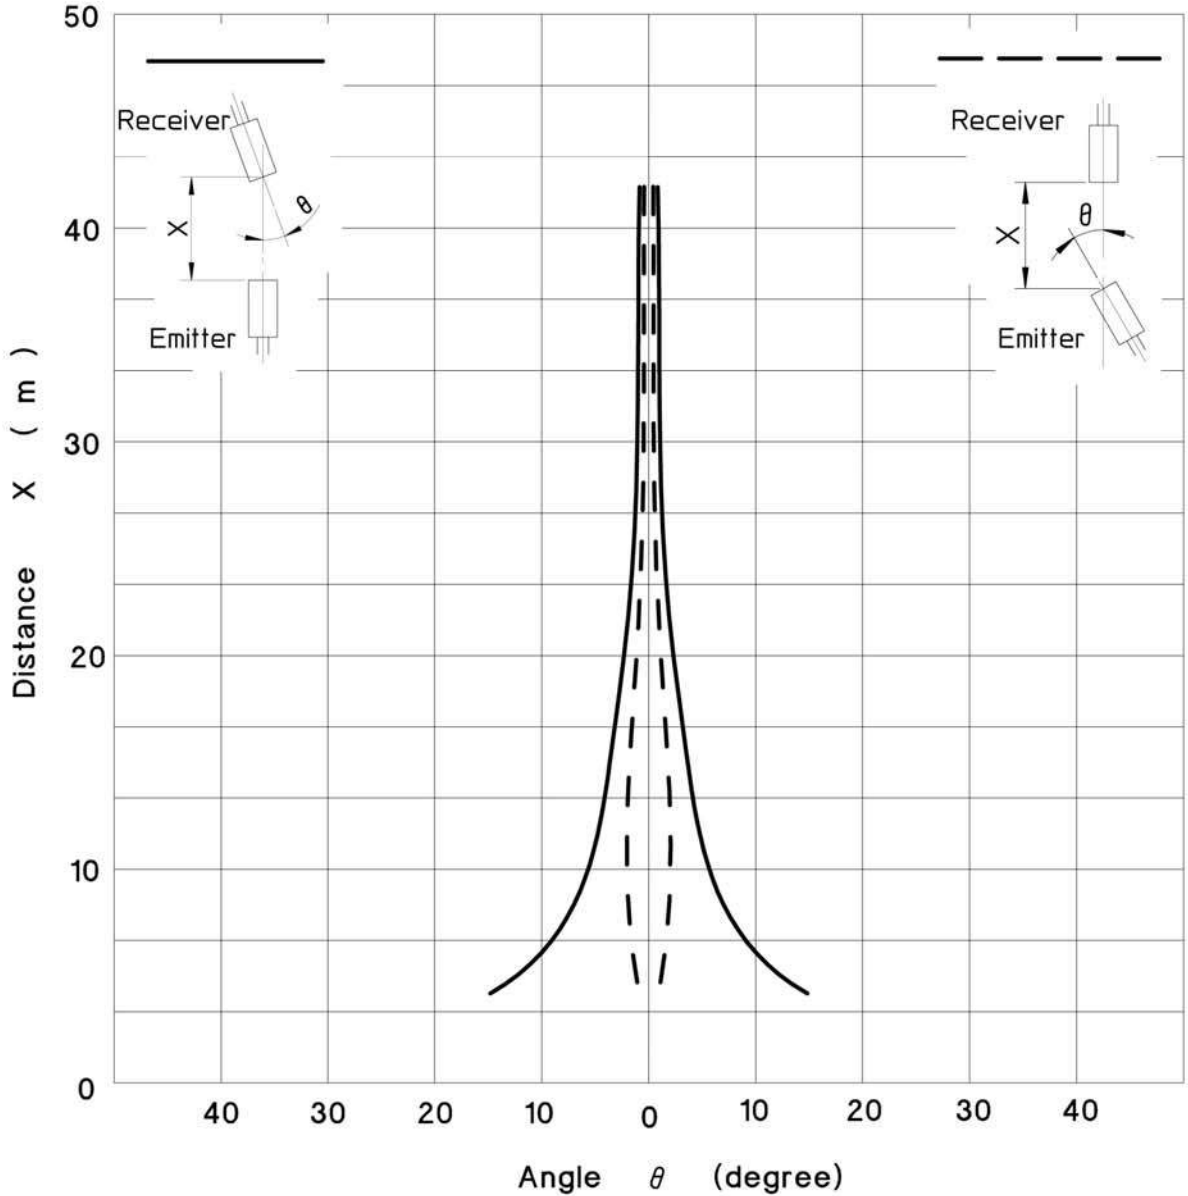 50
Receiver
θ
X
Emitter
Receiver
θ
X
Emitter
40
30
20
10
0
Distance X (m)
40 30 20 10 0 10 20 30 40
Angle θ (degree)